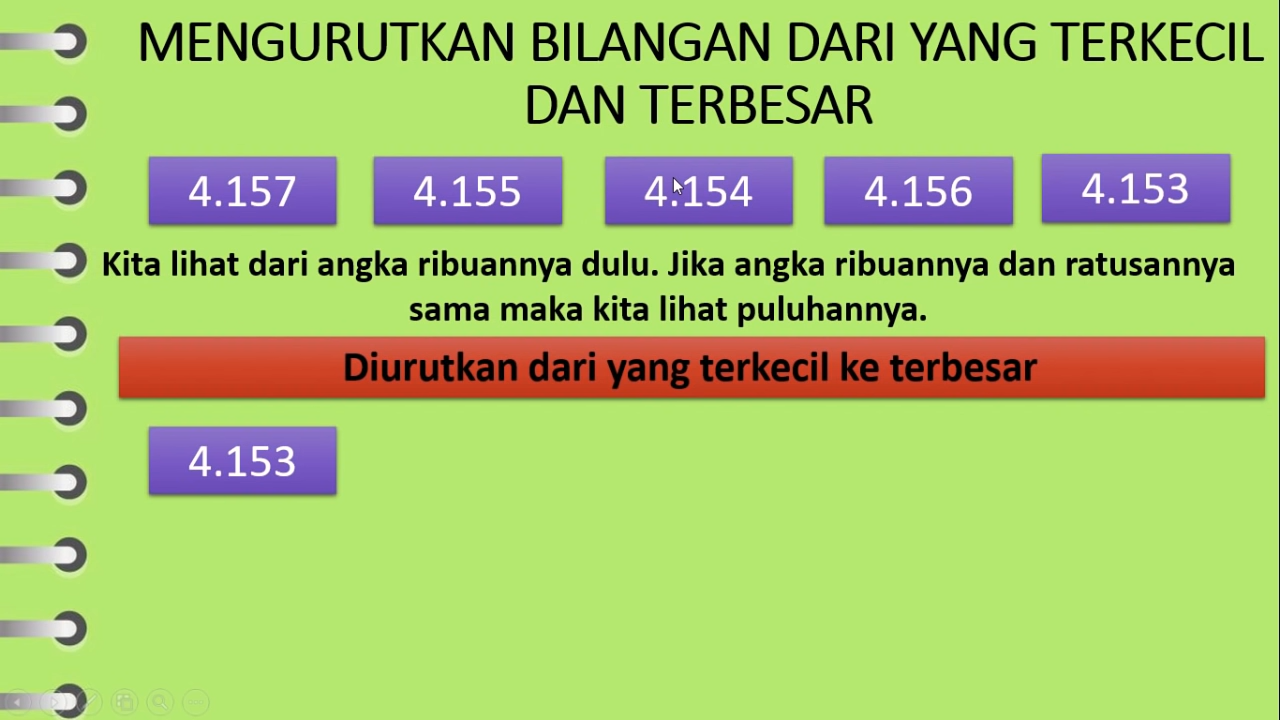 MENGURUTKAN BILANGAN DARI YANG TERKECIL
DAN TERBESAR
4.157 4.155 4.154 4.156 4.153
Kita lihat dari angka ribuannya dulu. Jika angka ribuannya dan ratusannya
sama maka kita lihat puluhannya.
Diurutkan dari yang terkecil ke terbesar
4.153